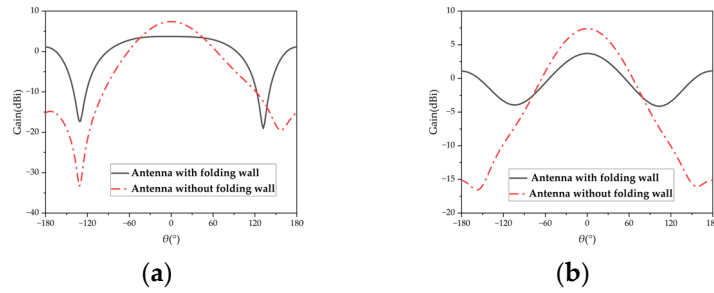 10
0
−10
−20
−30
−40
Gain(dBi)
Antenna with folding wall
Antenna without folding wall
−180 −120 −60 0 60 120 180
θ(°)
(a)
10
5
0
−5
−10
−15
−20
Gain(dBi)
Antenna with folding wall
Antenna without folding wall
−180 −120 −60 0 60 120 180
θ(°)
(b)